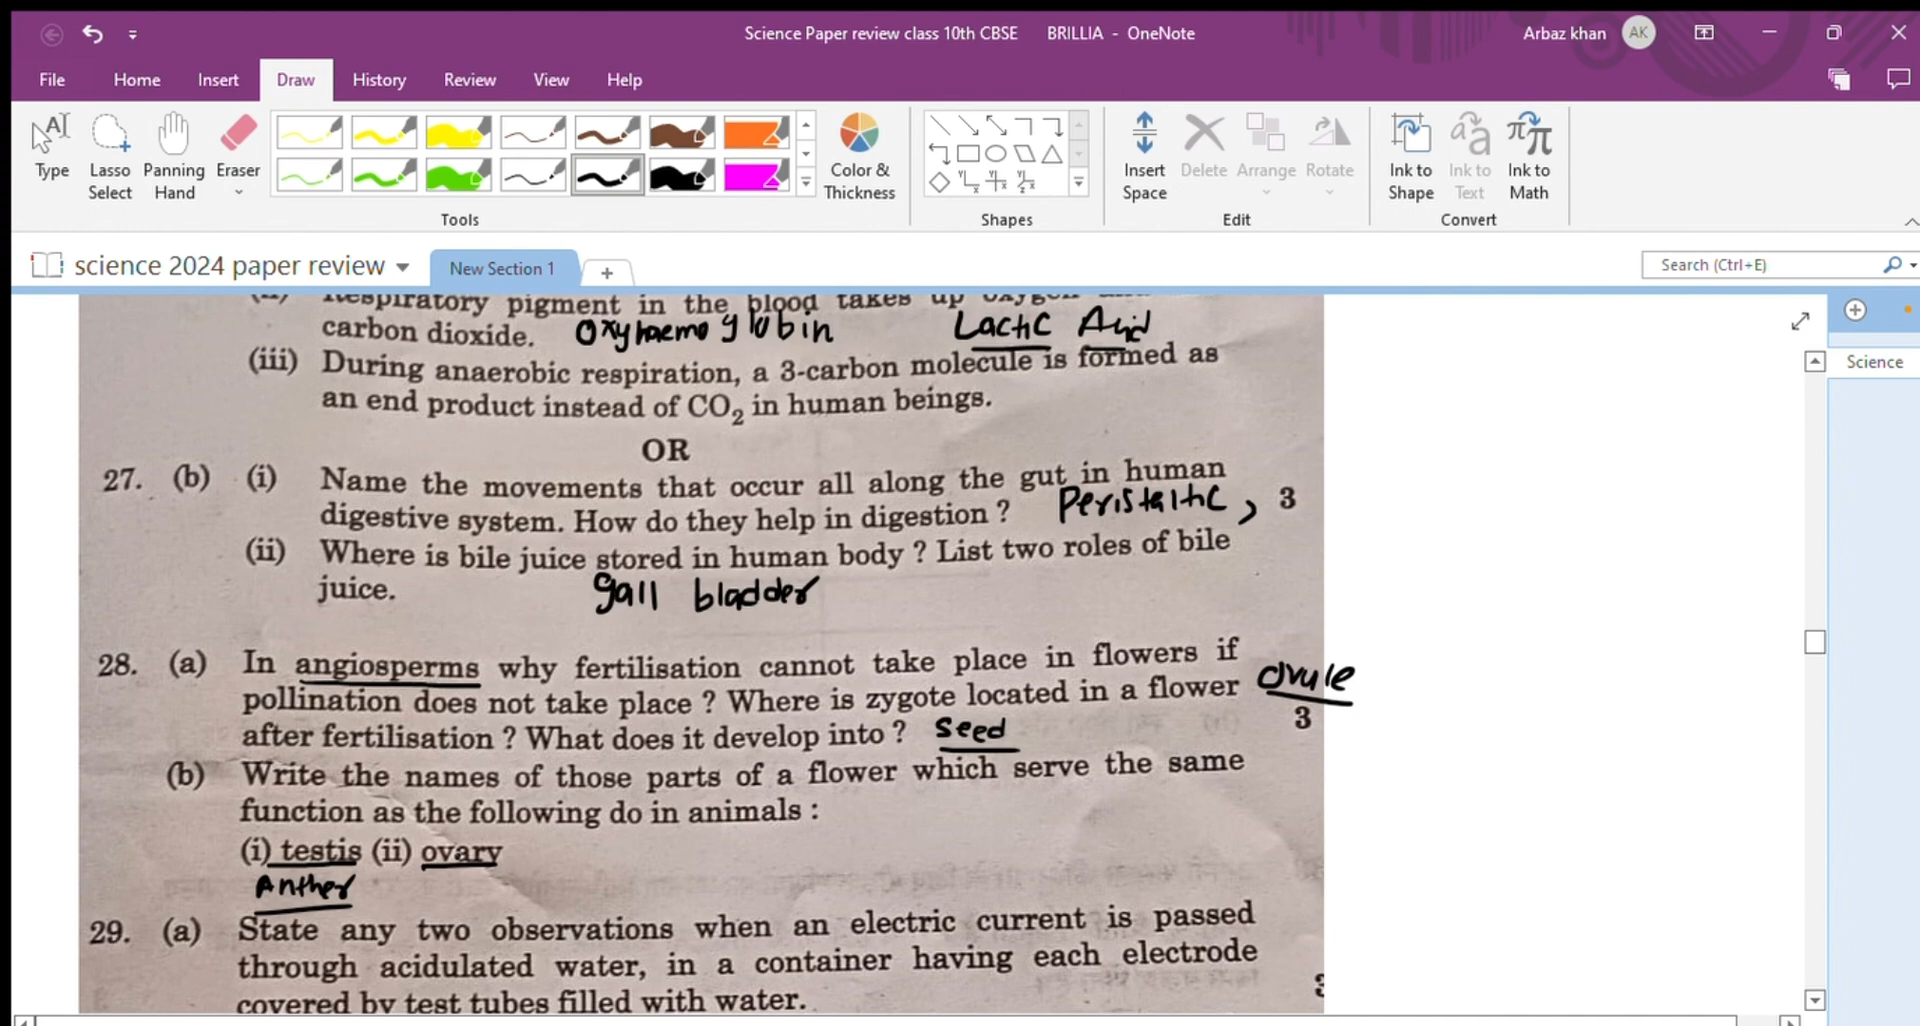 Science Paper review class 10th CBSE BRILLIA - OneNote
Arbaz khan AK
File Home Insert Draw History Review View Help
Type
Lasso Select
Panning Hand
Eraser
Color & Thickness
Insert Space
Delete
Arrange
Rotate
Ink to Shape
Ink to Text
Ink to Math
Tools Shapes Edit Convert
science 2024 paper review
New Section 1
Search (Ctrl+E)
Science
Respiratory pigment in the blood takes up
carbon dioxide. Oxyhaemoglobin Lactic Acid
(iii) During anaerobic respiration, a 3-carbon molecule is formed as
an end product instead of CO2 in human beings.
OR
27. (b) (i) Name the movements that occur all along the gut in human
digestive system. How do they help in digestion ? Peristaltic, 3
(ii) Where is bile juice stored in human body ? List two roles of bile
juice. gall bladder
28. (a) In angiosperms why fertilisation cannot take place in flowers if
pollination does not take place ? Where is zygote located in a flower ovule
after fertilisation ? What does it develop into ? seed 3
(b) Write the names of those parts of a flower which serve the same
function as the following do in animals :
(i) testis (ii) ovary
Anther
29. (a) State any two observations when an electric current is passed
through acidulated water, in a container having each electrode
covered by test tubes filled with water.